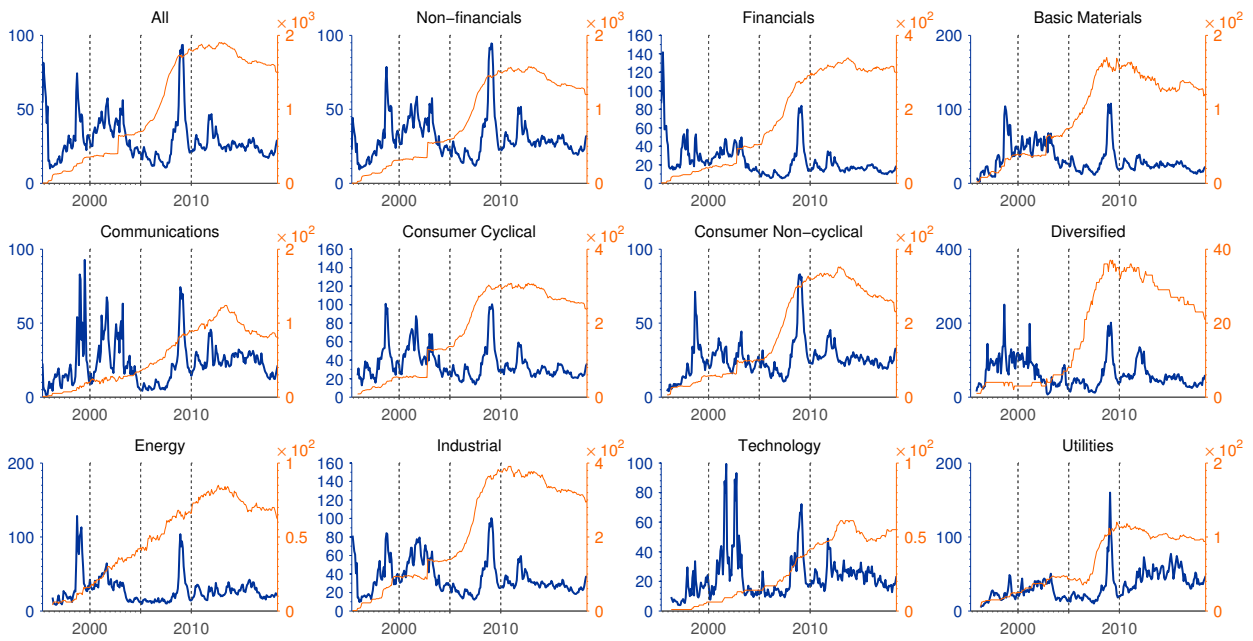 All
Non−financials
Financials
Basic Materials
100 50 0 × 10³ 2 1 0 2000 2010
100 50 0 × 10³ 2 1 0 2000 2010
160 140 120 100 80 60 40 20 0 × 10² 4 2 0 2000 2010
200 100 0 × 10² 2 1 0 2000 2010
Communications
Consumer Cyclical
Consumer Non−cyclical
Diversified
100 50 0 × 10² 2 1 0 2000 2010
160 140 120 100 80 60 40 20 0 × 10² 4 2 0 2000 2010
100 50 0 × 10² 4 2 0 2000 2010
400 200 0 40 20 0 2000 2010
Energy
Industrial
Technology
Utilities
200 100 0 × 10² 1 0.5 0 2000 2010
160 140 120 100 80 60 40 20 0 × 10² 4 2 0 2000 2010
100 80 60 40 20 0 × 10² 1 0.5 0 2000 2010
200 100 0 × 10² 2 1 0 2000 2010